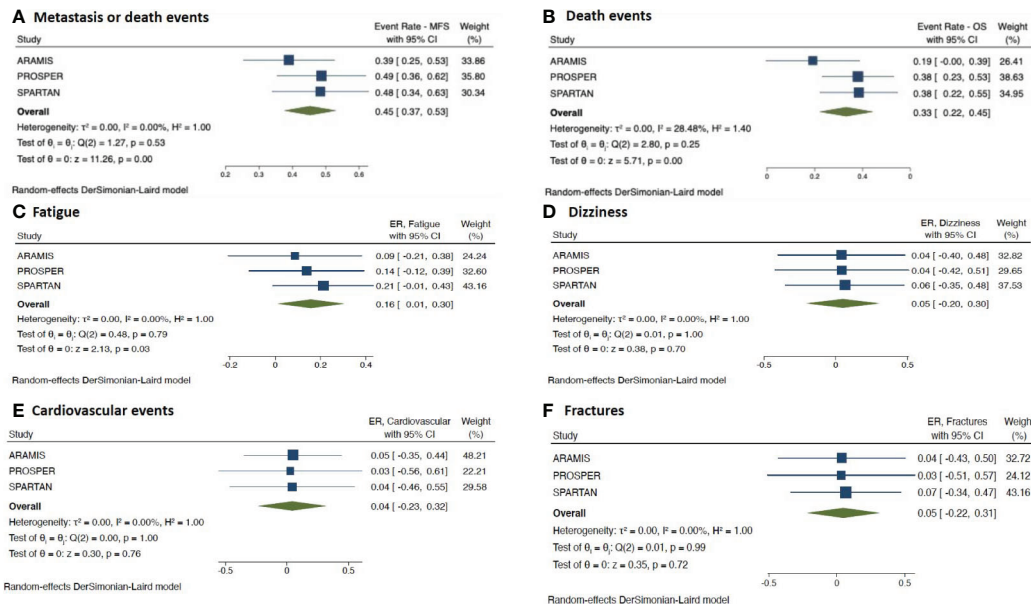 A Metastasis or death events
Event Rate - MFS Weight
Study with 95% CI (%)
ARAMIS 0.39 [ 0.25, 0.53] 33.86
PROSPER 0.49 [ 0.36, 0.62] 35.80
SPARTAN 0.48 [ 0.34, 0.63] 30.34
Overall 0.45 [ 0.37, 0.53]
Heterogeneity: τ² = 0.00, I² = 0.00%, H² = 1.00
Test of θᵢ = θⱼ: Q(2) = 1.27, p = 0.53
Test of θ = 0: z = 11.26, p = 0.00
0.2 0.3 0.4 0.5 0.6
Random-effects DerSimonian-Laird model
B Death events
Event Rate - OS Weight
Study with 95% CI (%)
ARAMIS 0.19 [ -0.00, 0.39] 26.41
PROSPER 0.38 [ 0.23, 0.53] 38.63
SPARTAN 0.38 [ 0.22, 0.55] 34.95
Overall 0.33 [ 0.22, 0.45]
Heterogeneity: τ² = 0.00, I² = 28.48%, H² = 1.40
Test of θᵢ = θⱼ: Q(2) = 2.80, p = 0.25
Test of θ = 0: z = 5.71, p = 0.00
0 0.2 0.4 0
Random-effects DerSimonian-Laird model
C Fatigue
ER, Fatigue Weight
Study with 95% CI (%)
ARAMIS 0.09 [ -0.21, 0.38] 24.24
PROSPER 0.14 [ -0.12, 0.39] 32.60
SPARTAN 0.21 [ -0.01, 0.43] 43.16
Overall 0.16 [ 0.01, 0.30]
Heterogeneity: τ² = 0.00, I² = 0.00%, H² = 1.00
Test of θᵢ = θⱼ: Q(2) = 0.48, p = 0.79
Test of θ = 0: z = 2.13, p = 0.03
-0.2 0 0.2 0.4
Random-effects DerSimonian-Laird model
D Dizziness
ER, Dizziness Weight
Study with 95% CI (%)
ARAMIS 0.04 [ -0.40, 0.48] 32.82
PROSPER 0.04 [ -0.42, 0.51] 29.65
SPARTAN 0.06 [ -0.35, 0.48] 37.53
Overall 0.05 [ -0.20, 0.30]
Heterogeneity: τ² = 0.00, I² = 0.00%, H² = 1.00
Test of θᵢ = θⱼ: Q(2) = 0.01, p = 1.00
Test of θ = 0: z = 0.38, p = 0.70
-0.5 0 0.5
Random-effects DerSimonian-Laird model
E Cardiovascular events
ER, Cardiovascular Weight
Study with 95% CI (%)
ARAMIS 0.05 [ -0.35, 0.44] 48.21
PROSPER 0.03 [ -0.56, 0.61] 22.21
SPARTAN 0.04 [ -0.46, 0.55] 29.58
Overall 0.04 [ -0.23, 0.32]
Heterogeneity: τ² = 0.00, I² = 0.00%, H² = 1.00
Test of θᵢ = θⱼ: Q(2) = 0.00, p = 1.00
Test of θ = 0: z = 0.30, p = 0.76
-0.5 0 0.5
Random-effects DerSimonian-Laird model
F Fractures
ER, Fractures Weight
Study with 95% CI (%)
ARAMIS 0.04 [ -0.43, 0.50] 32.72
PROSPER 0.03 [ -0.51, 0.57] 24.12
SPARTAN 0.07 [ -0.34, 0.47] 43.16
Overall 0.05 [ -0.22, 0.31]
Heterogeneity: τ² = 0.00, I² = 0.00%, H² = 1.00
Test of θᵢ = θⱼ: Q(2) = 0.01, p = 0.99
Test of θ = 0: z = 0.35, p = 0.72
-0.5 0 0.5
Random-effects DerSimonian-Laird model